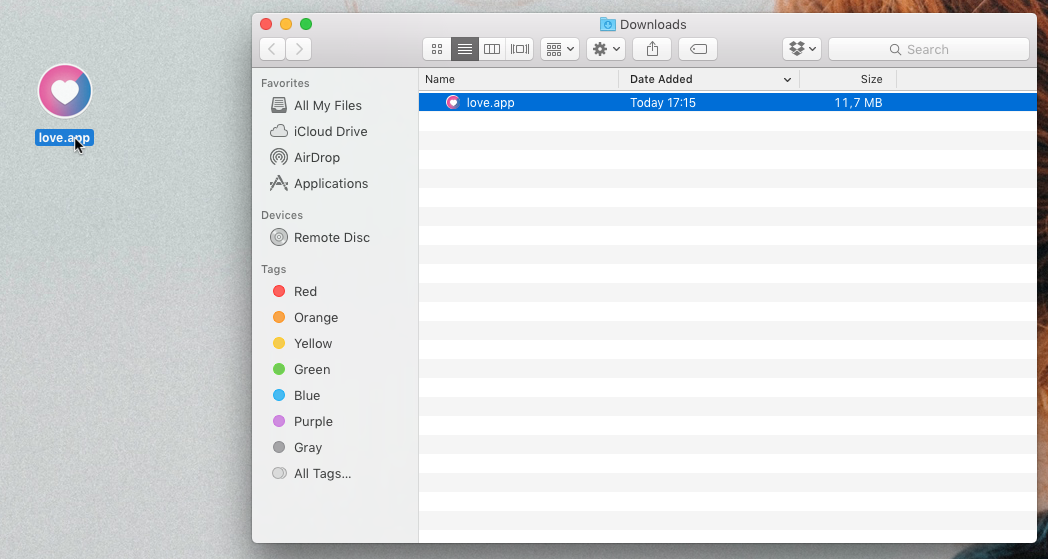 love.app
Downloads
Search
Favorites
All My Files
iCloud Drive
AirDrop
Applications
Devices
Remote Disc
Tags
Red
Orange
Yellow
Green
Blue
Purple
Gray
All Tags...
Name Date Added Size
love.app Today 17:15 11,7 MB